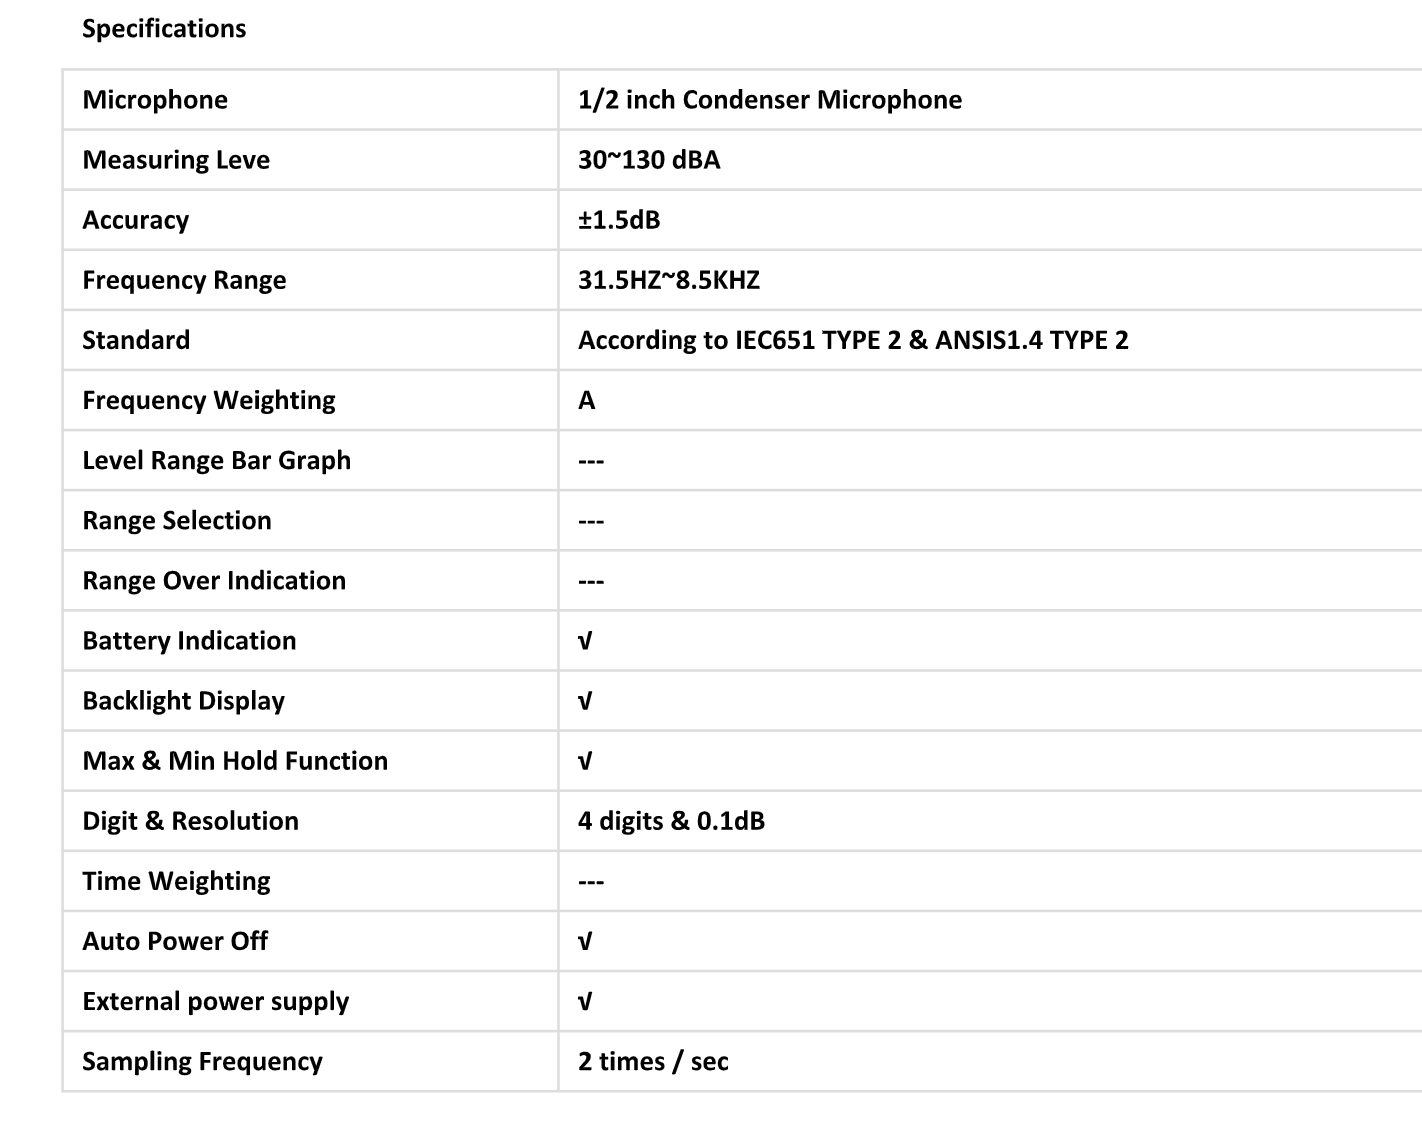 Specifications
Microphone 1/2 inch Condenser Microphone
Measuring Leve 30~130 dBA
Accuracy ±1.5dB
Frequency Range 31.5HZ~8.5KHZ
Standard According to IEC651 TYPE 2 & ANSIS1.4 TYPE 2
Frequency Weighting A
Level Range Bar Graph ---
Range Selection ---
Range Over Indication ---
Battery Indication √
Backlight Display √
Max & Min Hold Function √
Digit & Resolution 4 digits & 0.1dB
Time Weighting ---
Auto Power Off √
External power supply √
Sampling Frequency 2 times / sec